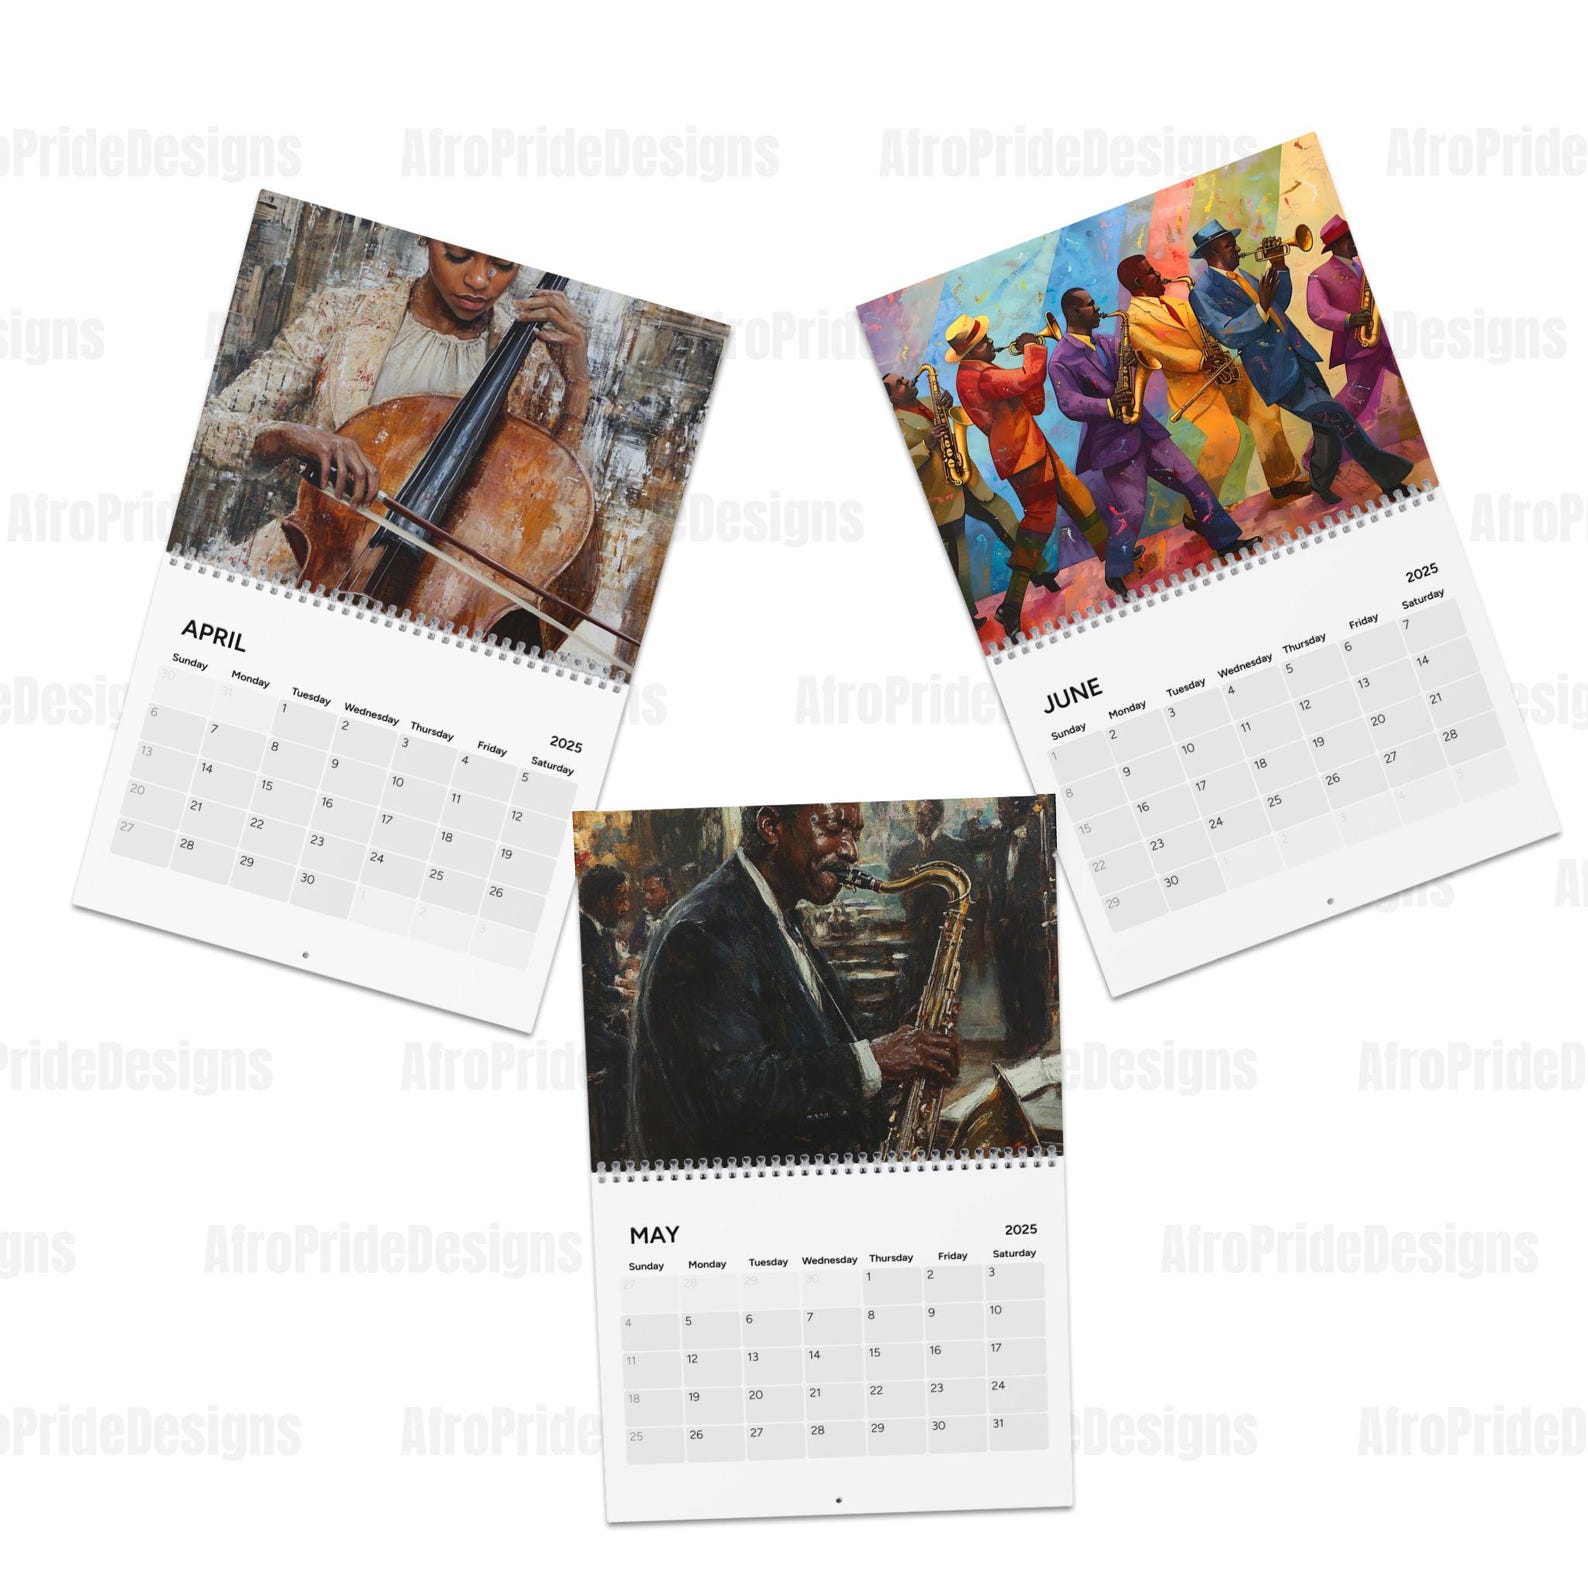 AfroPrideDesigns AfroPrideDesigns
APRIL
2025
Sunday Monday Tuesday Wednesday Thursday Friday Saturday
30 31 1 2 3 4 5
6 7 8 9 10 11 12
13 14 15 16 17 18 19
20 21 22 23 24 25 26
27 28 29 30 1 2 3
JUNE
2025
Sunday Monday Tuesday Wednesday Thursday Friday Saturday
1 2 3 4 5 6 7
8 9 10 11 12 13 14
15 16 17 18 19 20 21
22 23 24 25 26 27 28
29 30 1 2 3 4 5
MAY
2025
Sunday Monday Tuesday Wednesday Thursday Friday Saturday
27 28 29 30 1 2 3
4 5 6 7 8 9 10
11 12 13 14 15 16 17
18 19 20 21 22 23 24
25 26 27 28 29 30 31
AfroPrideDesigns AfroPrideDesigns